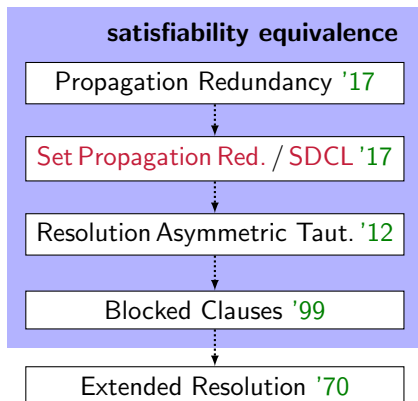 satisfiability equivalence
Propagation Redundancy '17
Set Propagation Red. / SDCL '17
Resolution Asymmetric Taut. '12
Blocked Clauses '99
Extended Resolution '70